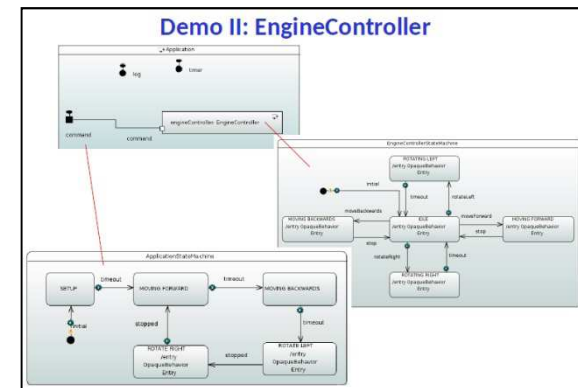 Demo II: EngineController
Application
log
timer
engineController: EngineController
command
command
EngineControllerStateMachine
ROTATING LEFT
/entry OpaqueBehavior
Entry
initial
timeout
rotateLeft
moveBackwards
moveForward
MOVING BACKWARDS
/entry OpaqueBehavior
Entry
IDLE
/entry OpaqueBehavior
Entry
MOVING FORWARD
/entry OpaqueBehavior
Entry
stop
stop
rotateRight
timeout
ROTATING RIGHT
/entry OpaqueBehavior
Entry
ApplicationStateMachine
timeout
timeout
SETUP
MOVING FORWARD
MOVING BACKWARDS
initial
stopped
timeout
ROTATE RIGHT
/entry
OpaqueBehavior
Entry
stopped
ROTATE LEFT
/entry
OpaqueBehavior
Entry